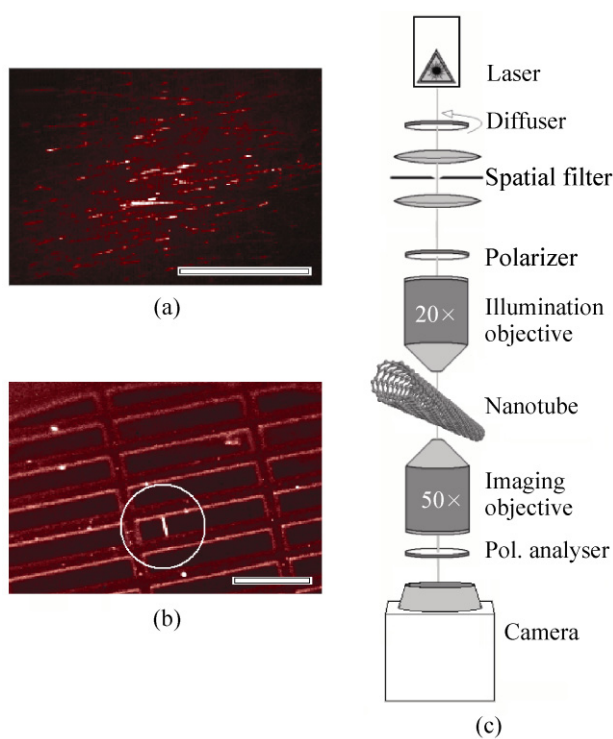 (a)
(b)
Laser
Diffuser
Spatial filter
Polarizer
20×
Illumination
objective
Nanotube
50×
Imaging
objective
Pol. analyser
Camera
(c)